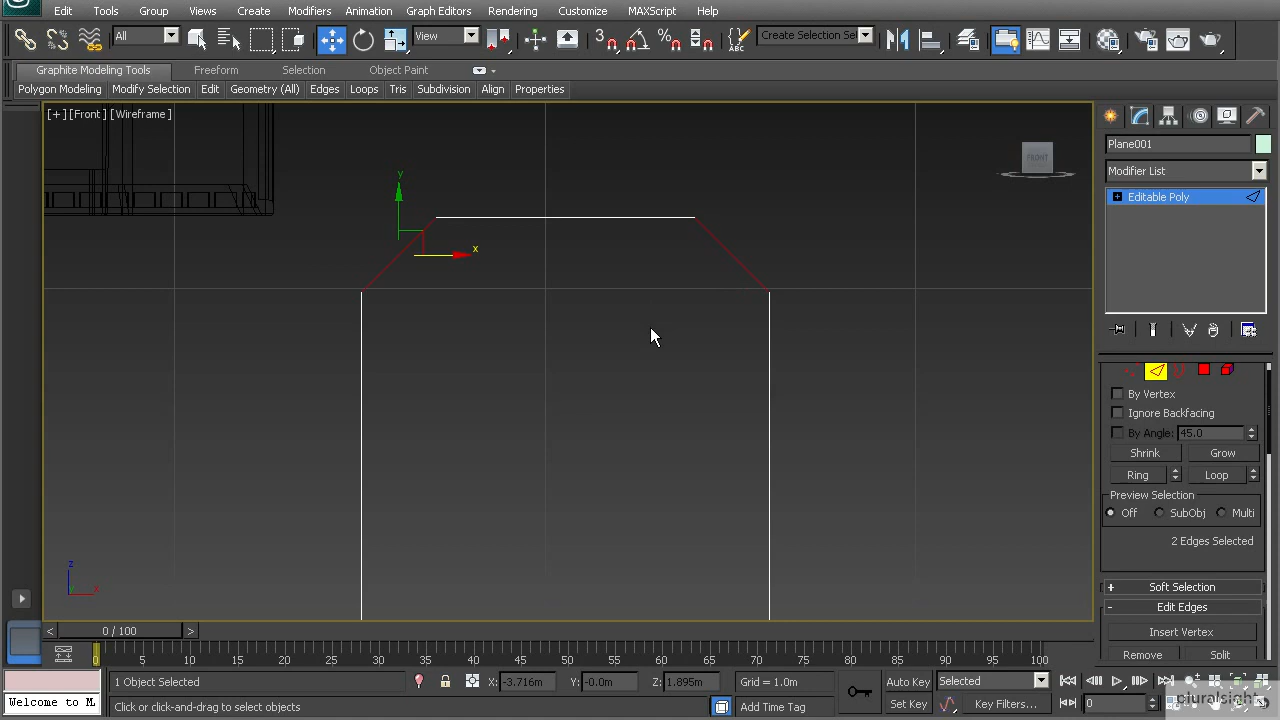 Edit Tools Group Views Create Modifiers Animation Graph Editors Rendering Customize MAXScript Help
All View 3 Create Selection Se
Graphite Modeling Tools Freeform Selection Object Paint
Polygon Modeling Modify Selection Edit Geometry (All) Edges Loops Tris Subdivision Align Properties
[+] [Front] [Wireframe]
FRONT
y
x
z
x
Plane001
Modifier List
Editable Poly
By Vertex
Ignore Backfacing
By Angle: 45.0
Shrink Grow
Ring Loop
Preview Selection
Off SubObj Multi
2 Edges Selected
+ Soft Selection
- Edit Edges
Insert Vertex
Remove Split
< 0 / 100 >
0 5 10 15 20 25 30 35 40 45 50 55 60 65 70 75 80 85 90 95 100
1 Object Selected X: -3.716m Y: -0.0m Z: 1.895m Grid = 1.0m Auto Key Selected
Welcome to M Click or click-and-drag to select objects Add Time Tag Set Key Key Filters... 0
pluralsight